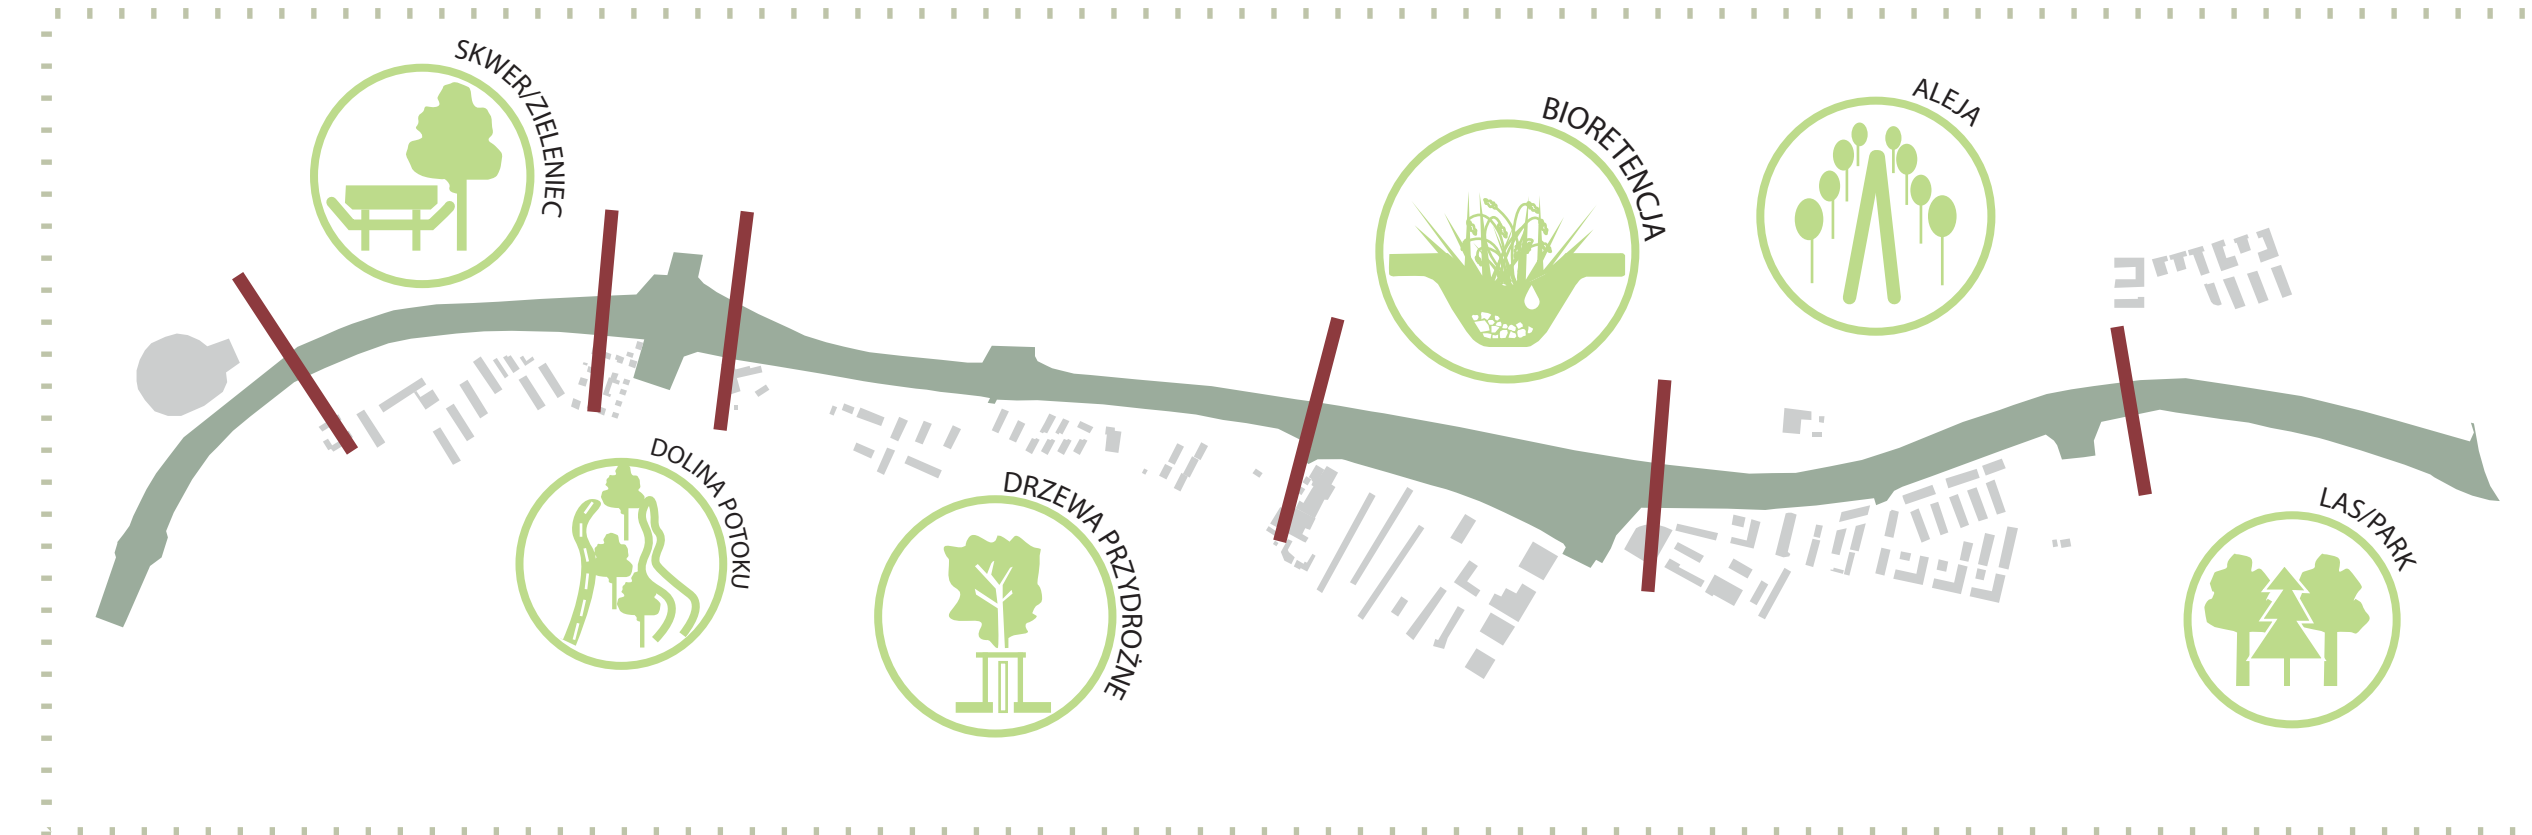 SKWER/ZIELENIEC
DOLINA POTOKU
DRZEWA PRZYDROŻNE
BIORETENCJA
ALEJA
LAS/PARK